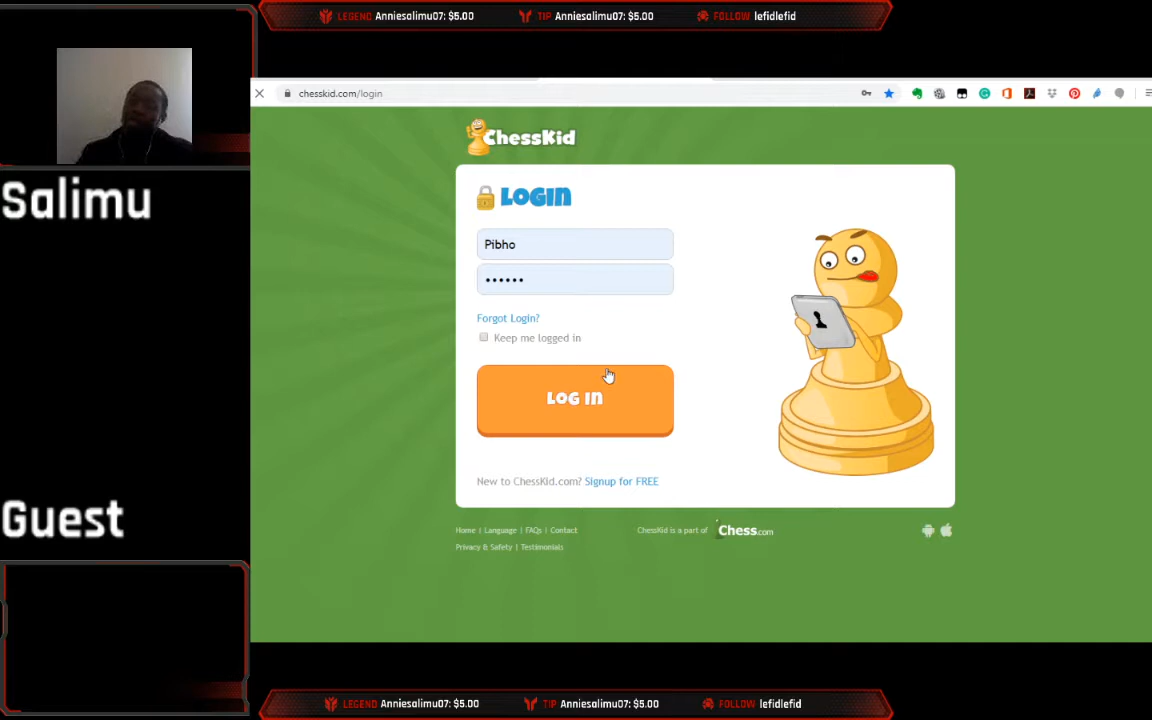 LEGEND Anniesalimu07: $5.00 TIP Anniesalimu07: $5.00 FOLLOW lefidlefid
chesskid.com/login
ChessKid
LOGIN
Salimu
Pibho
••••••
Forgot Login?
Keep me logged in
LOG IN
New to ChessKid.com? Signup for FREE
Guest
Home | Language | FAQs | Contact
ChessKid is a part of Chess.com
Privacy & Safety | Testimonials
LEGEND Anniesalimu07: $5.00 TIP Anniesalimu07: $5.00 FOLLOW lefidlefid